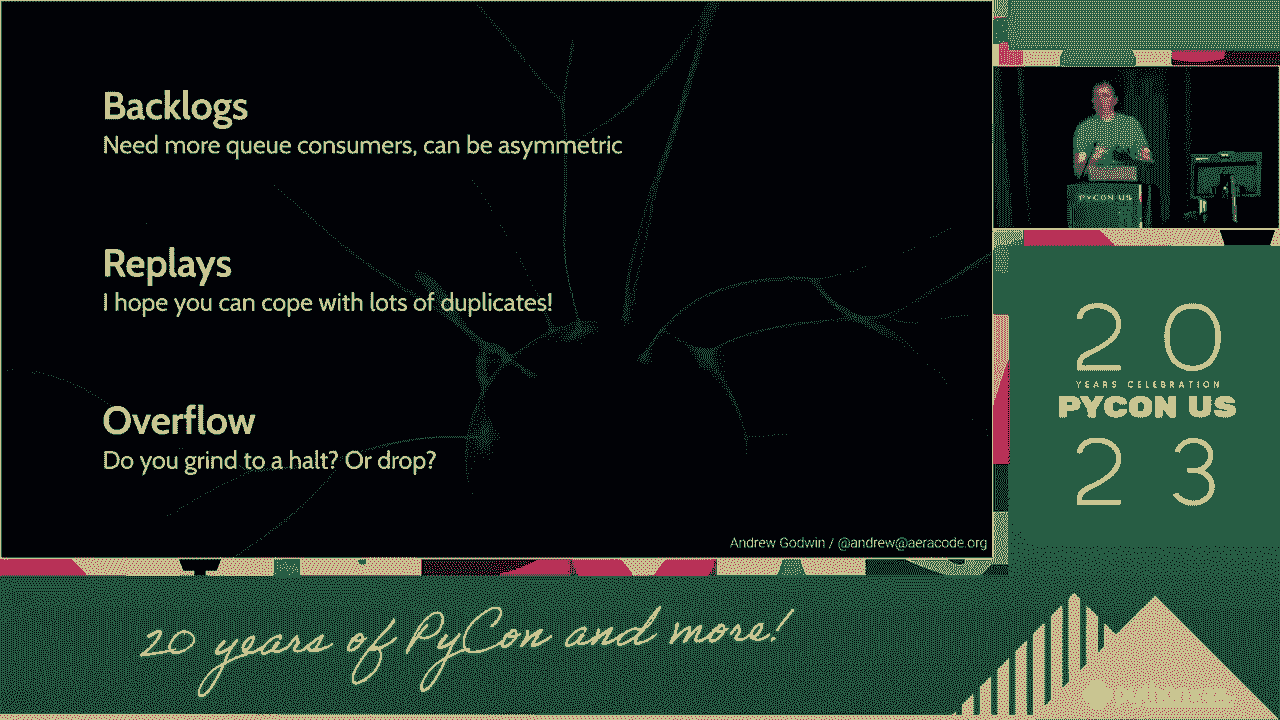 Backlogs
Need more queue consumers, can be asymmetric
Replays
I hope you can cope with lots of duplicates!
Overflow
Do you grind to a halt? Or drop?
Andrew Godwin / @andrew@aeracode.org
PYCON US
20
YEARS CELEBRATION
PYCON US
23
20 years of PyCon and more!